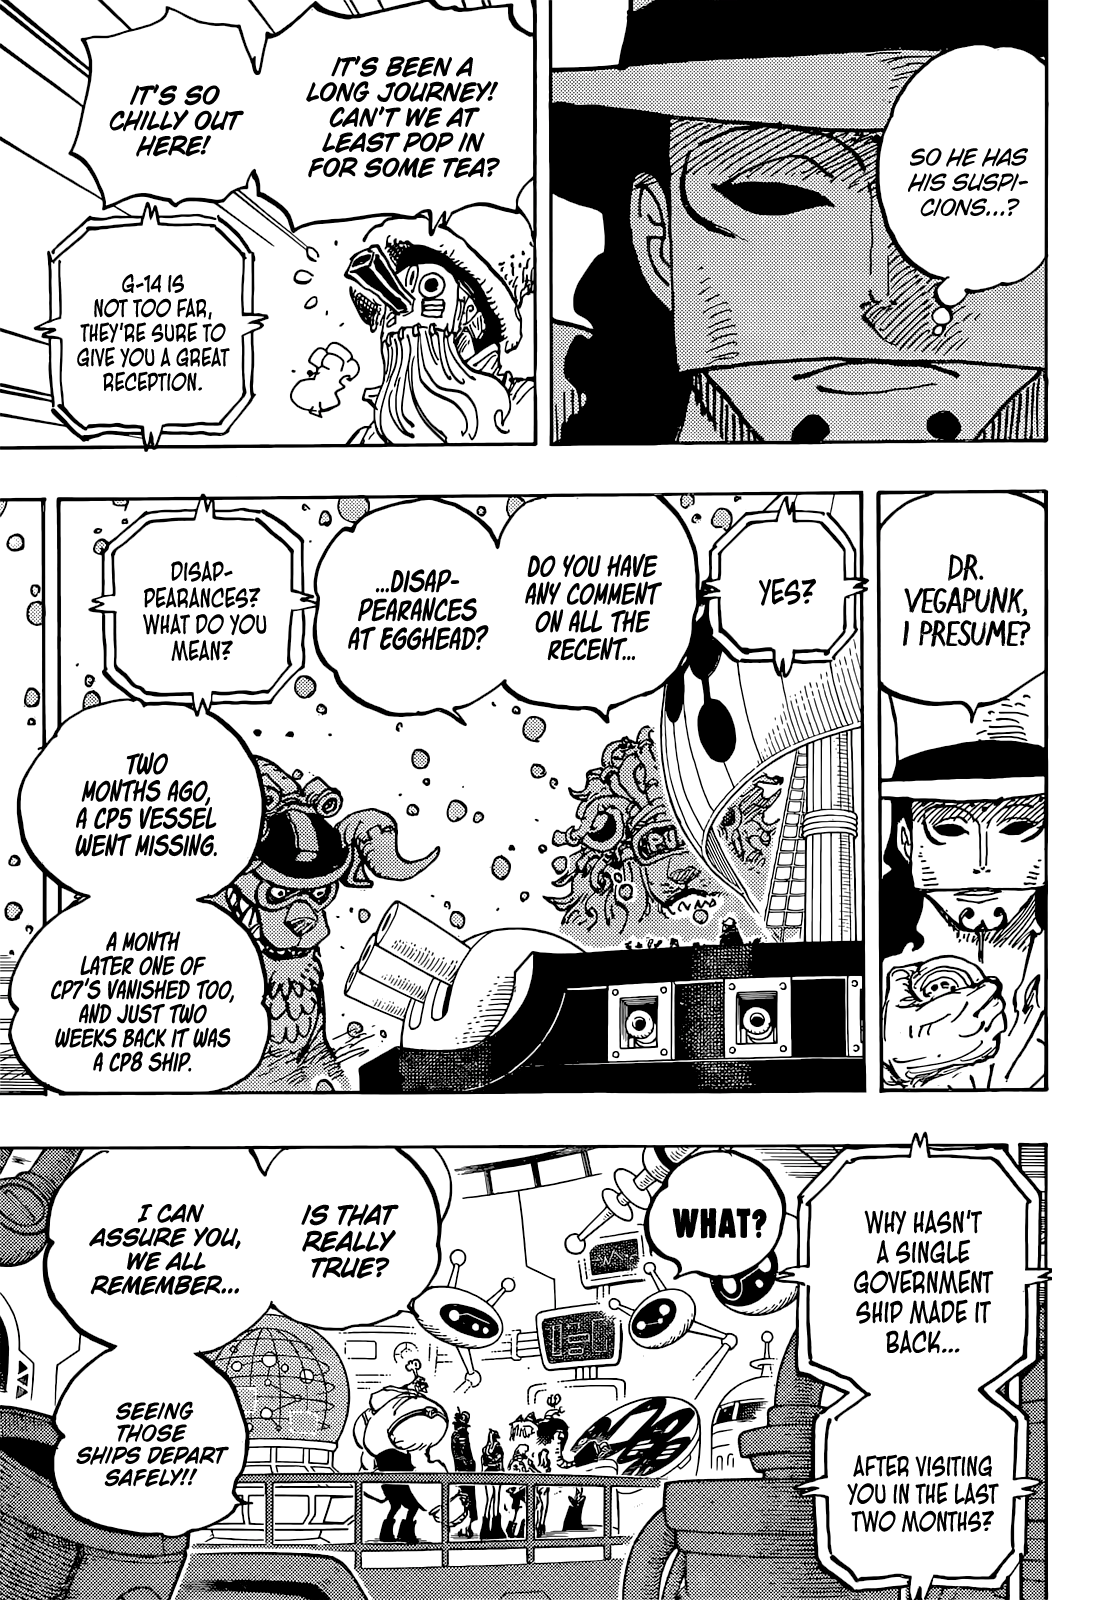 SO HE HAS
HIS SUSPI-
CIONS...?
IT'S BEEN A
LONG JOURNEY!
CAN'T WE AT
LEAST POP IN
FOR SOME TEA?
IT'S SO
CHILLY OUT
HERE!
G-14 IS
NOT TOO FAR,
THEY'RE SURE TO
GIVE YOU A GREAT
RECEPTION.
DR.
VEGAPUNK,
I PRESUME?
YES?
DO YOU HAVE
ANY COMMENT
ON ALL THE
RECENT...
...DISAP-
PEARANCES
AT EGGHEAD?
DISAP-
PEARANCES?
WHAT DO YOU
MEAN?
TWO
MONTHS AGO,
A CP5 VESSEL
WENT MISSING.
A MONTH
LATER ONE OF
CP7'S VANISHED TOO,
AND JUST TWO
WEEKS BACK IT WAS
A CP8 SHIP.
WHY HASN'T
A SINGLE
GOVERNMENT
SHIP MADE IT
BACK...
AFTER VISITING
YOU IN THE LAST
TWO MONTHS?
WHAT?
IS THAT
REALLY
TRUE?
I CAN
ASSURE YOU,
WE ALL
REMEMBER...
SEEING
THOSE
SHIPS DEPART
SAFELY!!